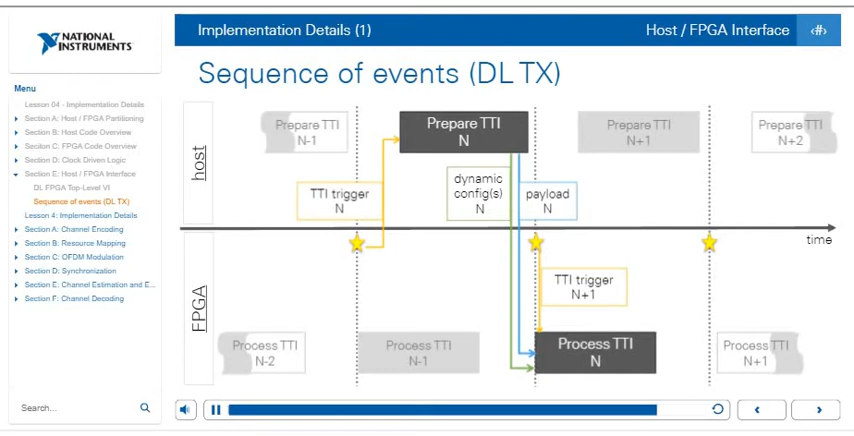 NATIONAL
INSTRUMENTS
Menu
Lesson 04 - Implementation Details
Section A: Host / FPGA Partitioning
Section B: Host Code Overview
Section C: FPGA Code Overview
Section D: Clock Driven Logic
Section E: Host / FPGA Interface
DL FPGA Top-Level VI
Sequence of events (DL TX)
Lesson 4: Implementation Details
Section A: Channel Encoding
Section B: Resource Mapping
Section C: OFDM Modulation
Section D: Synchronization
Section E: Channel Estimation and E...
Section F: Channel Decoding
Search...
Implementation Details (1)
Host / FPGA Interface
‹#›
Sequence of events (DL TX)
host
Prepare TTI
N-1
Prepare TTI
N
Prepare TTI
N+1
Prepare TTI
N+2
TTI trigger
N
dynamic
config(s)
N
payload
N
time
FPGA
TTI trigger
N+1
Process TTI
N-2
Process TTI
N-1
Process TTI
N
Process TTI
N+1